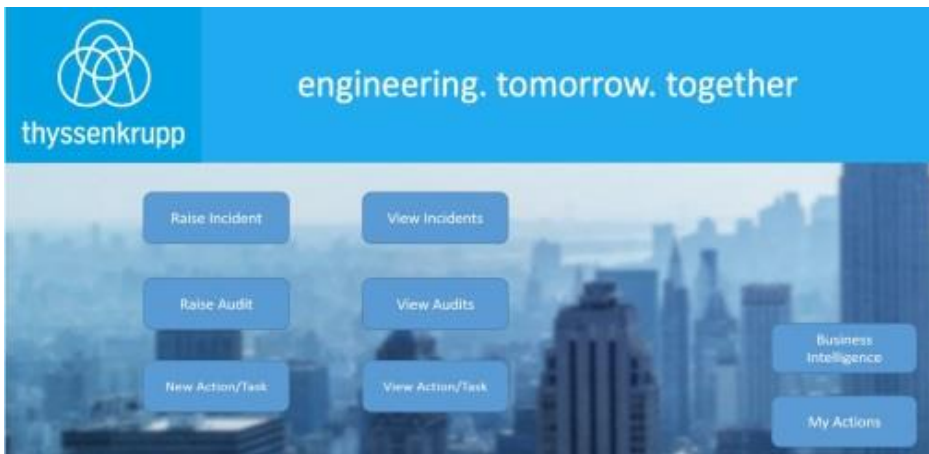 thyssenkrupp
engineering. tomorrow. together
Raise Incident
View Incidents
Raise Audit
View Audits
New Action/Task
View Action/Task
Business
Intelligence
My Actions